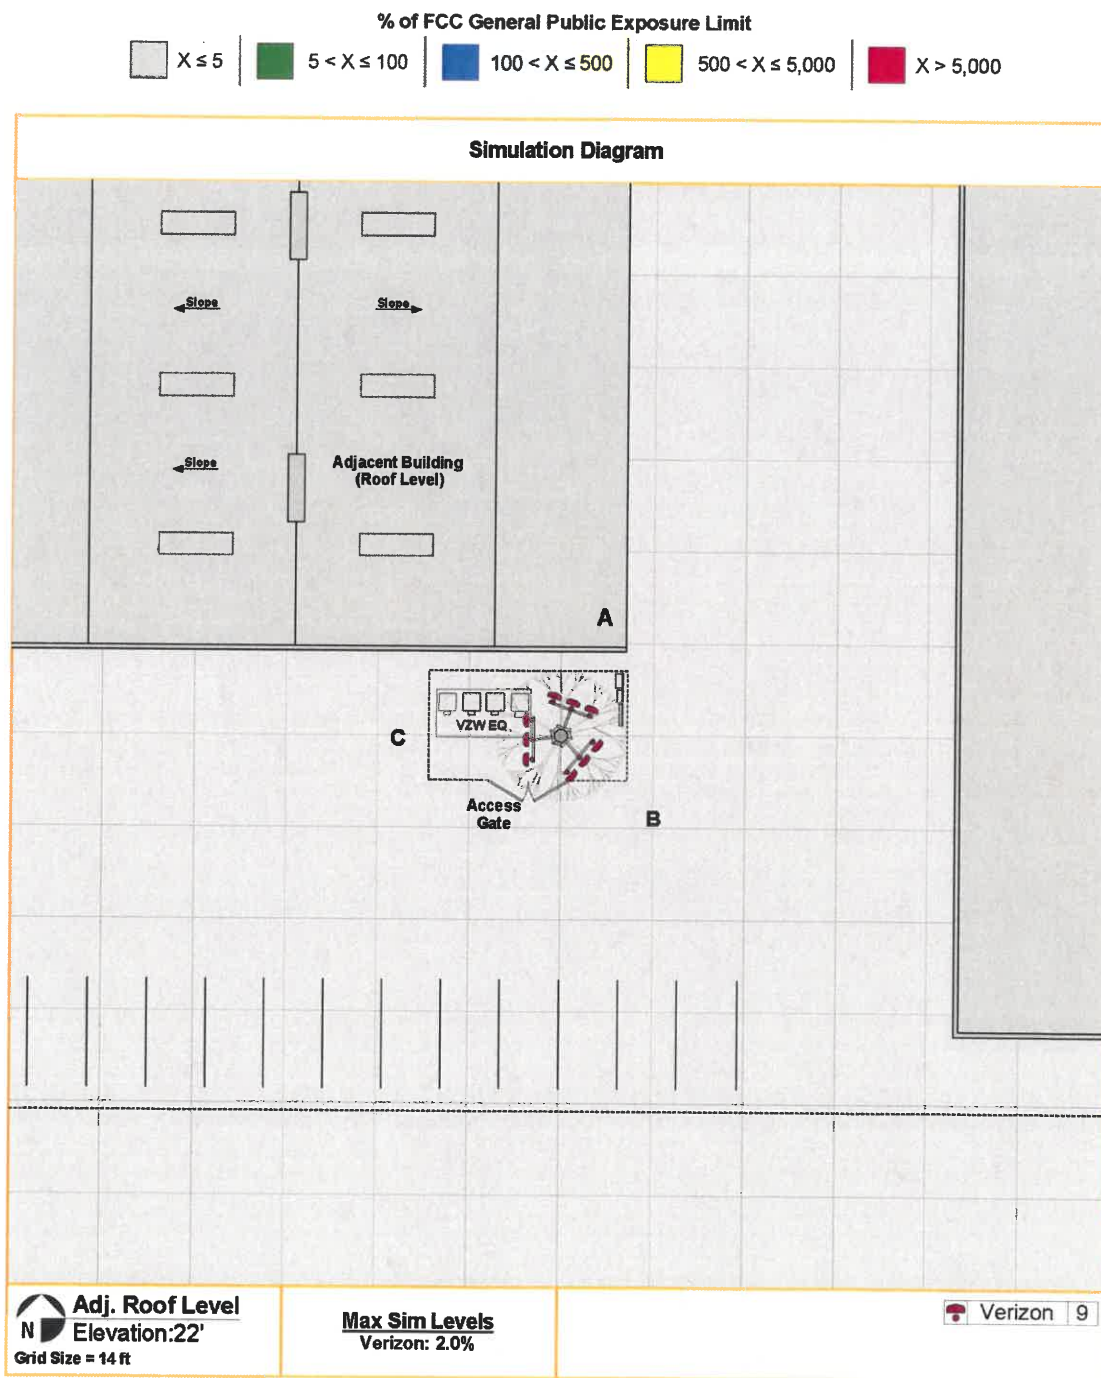 % of FCC General Public Exposure Limit
X ≤ 5
5 < X ≤ 100
100 < X ≤ 500
500 < X ≤ 5,000
X > 5,000
Simulation Diagram
Slope
Slope
Slope
Adjacent Building
(Roof Level)
A
VZW EQ.
C
Access
Gate
B
N
Adj. Roof Level
Elevation:22'
Grid Size = 14 ft
Max Sim Levels
Verizon: 2.0%
Verizon 9